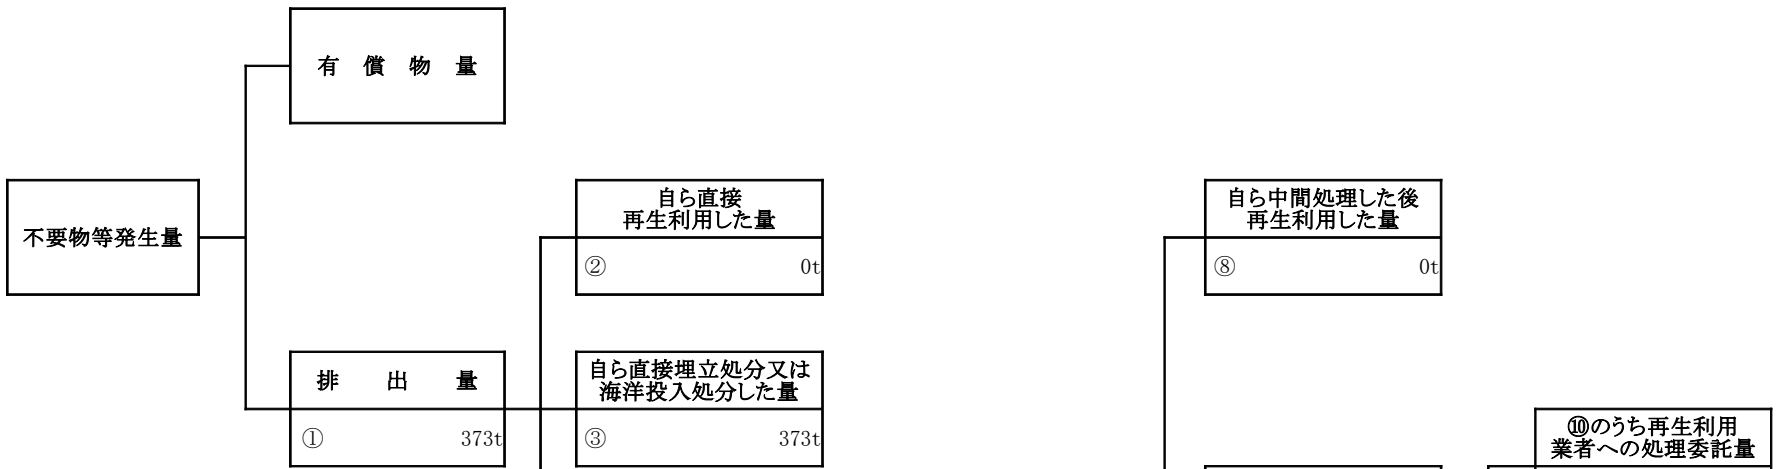 有　償　物　量
不要物等発生量
自ら直接
再生利用した量
② 0t
自ら中間処理した後
再生利用した量
⑧ 0t
排　出　量
① 373t
自ら直接埋立処分又は
海洋投入処分した量
③ 373t
⑩のうち再生利用
業者への処理委託量